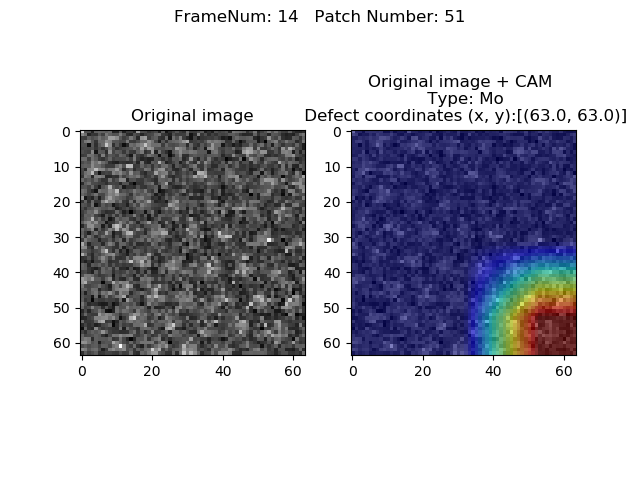 FrameNum: 14   Patch Number: 51
Original image
0
10
20
30
40
50
60
0 20 40 60
Original image + CAM
Type: Mo
Defect coordinates (x, y):[(63.0, 63.0)]
0
10
20
30
40
50
60
0 20 40 60